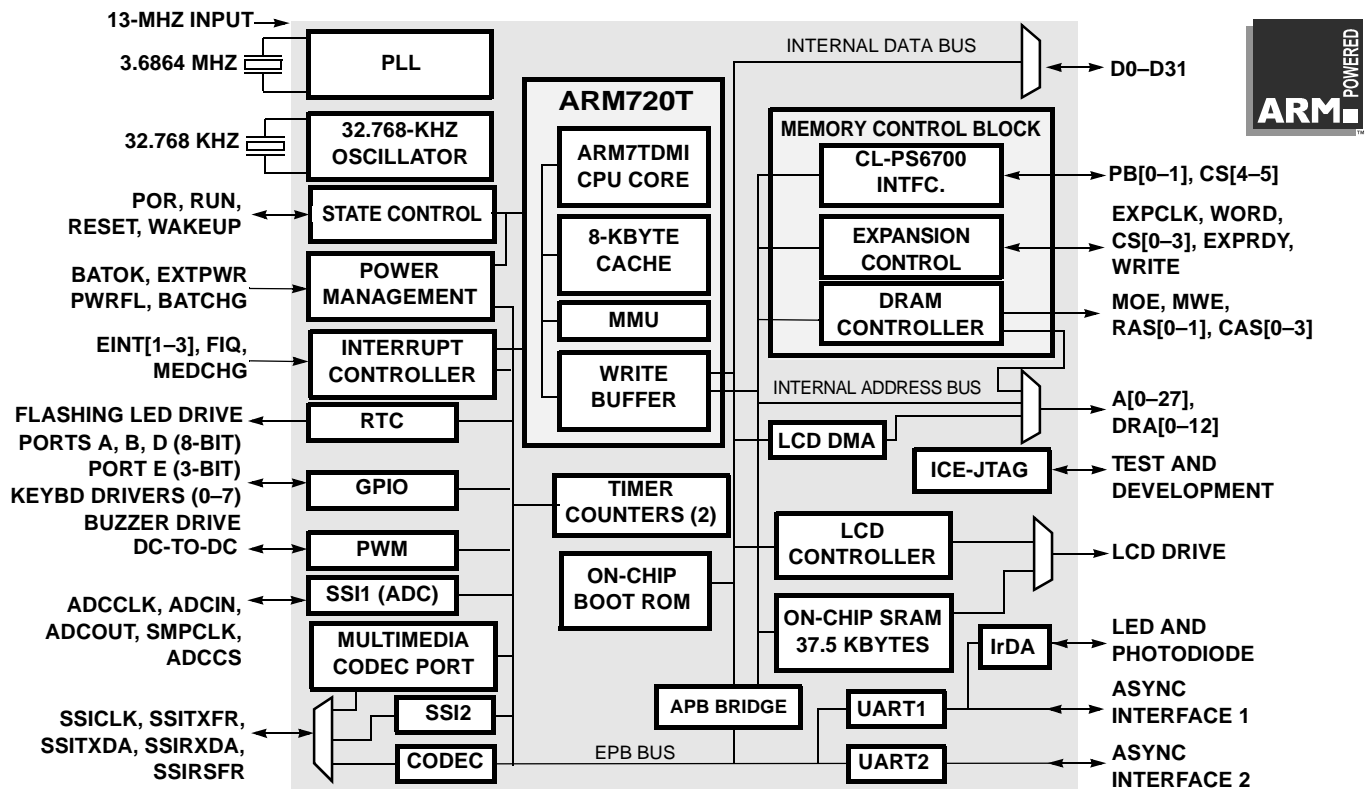 13-MHZ INPUT
3.6864 MHZ
PLL
32.768 KHZ
32.768-KHZ
OSCILLATOR
POR, RUN,
RESET, WAKEUP
STATE CONTROL
BATOK, EXTPWR
PWRFL, BATCHG
POWER
MANAGEMENT
EINT[1–3], FIQ,
MEDCHG
INTERRUPT
CONTROLLER
FLASHING LED DRIVE
RTC
PORTS A, B, D (8-BIT)
PORT E (3-BIT)
KEYBD DRIVERS (0–7)
GPIO
BUZZER DRIVE
DC-TO-DC
PWM
ADCCLK, ADCIN,
ADCOUT, SMPCLK,
ADCCS
SSI1 (ADC)
MULTIMEDIA
CODEC PORT
SSICLK, SSITXFR,
SSITXDA, SSIRXDA,
SSIRSFR
SSI2
CODEC
ARM720T
ARM7TDMI
CPU CORE
8-KBYTE
CACHE
MMU
WRITE
BUFFER
TIMER
COUNTERS (2)
ON-CHIP
BOOT ROM
EPB BUS
APB BRIDGE
INTERNAL DATA BUS
D0–D31
MEMORY CONTROL BLOCK
CL-PS6700
INTFC.
PB[0–1], CS[4–5]
EXPANSION
CONTROL
EXPCLK, WORD,
CS[0–3], EXPRDY,
WRITE
DRAM
CONTROLLER
MOE, MWE,
RAS[0–1], CAS[0–3]
INTERNAL ADDRESS BUS
A[0–27],
DRA[0–12]
LCD DMA
ICE-JTAG
TEST AND
DEVELOPMENT
LCD
CONTROLLER
LCD DRIVE
ON-CHIP SRAM
37.5 KBYTES
IrDA
LED AND
PHOTODIODE
UART1
ASYNC
INTERFACE 1
UART2
ASYNC
INTERFACE 2
ARM
POWERED
™